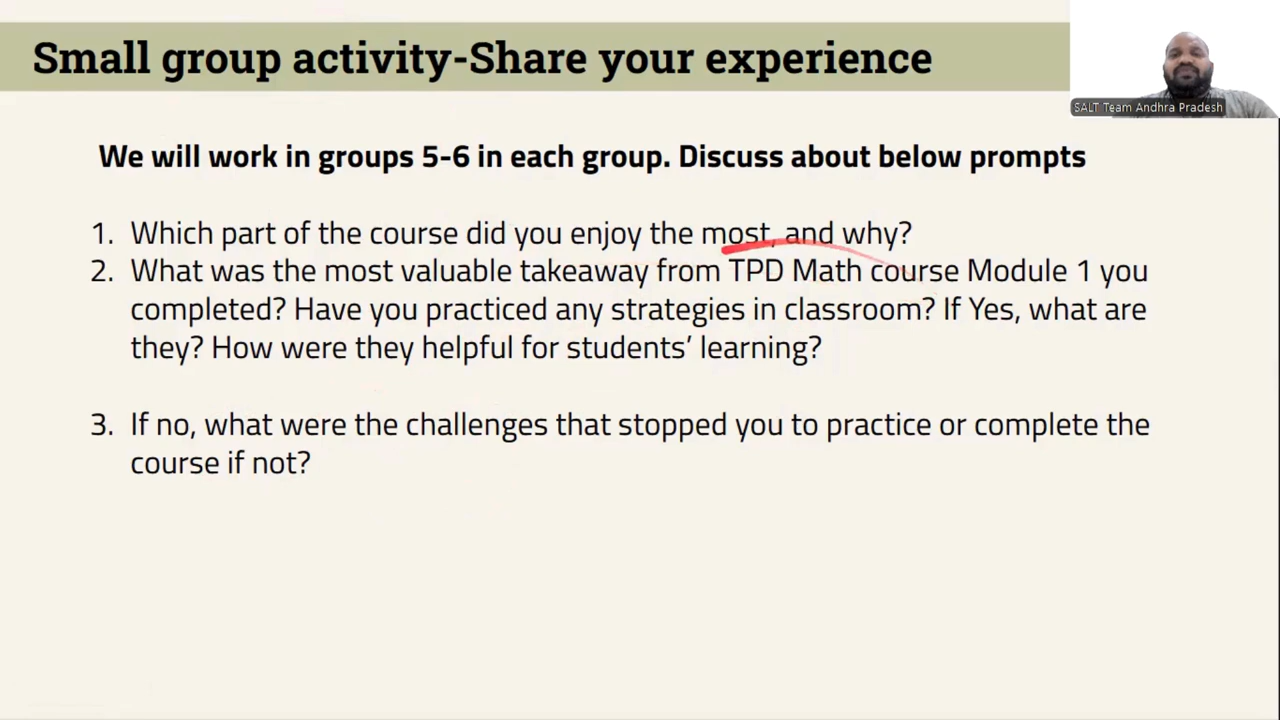 Small group activity-Share your experience
SALT Team Andhra Pradesh
We will work in groups 5-6 in each group. Discuss about below prompts
1. Which part of the course did you enjoy the most, and why?
2. What was the most valuable takeaway from TPD Math course Module 1 you
completed? Have you practiced any strategies in classroom? If Yes, what are
they? How were they helpful for students’ learning?
3. If no, what were the challenges that stopped you to practice or complete the
course if not?